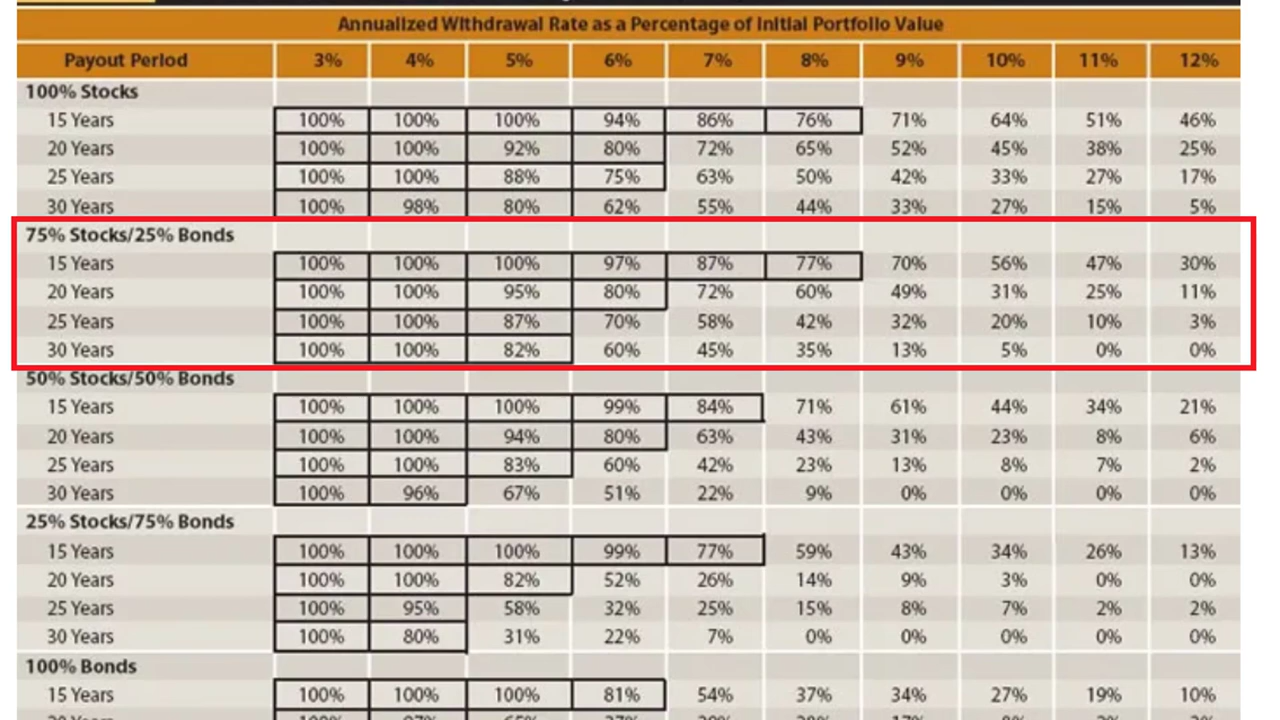 Annualized Withdrawal Rate as a Percentage of Initial Portfolio Value
Payout Period 3% 4% 5% 6% 7% 8% 9% 10% 11% 12%
100% Stocks
15 Years 100% 100% 100% 94% 86% 76% 71% 64% 51% 46%
20 Years 100% 100% 92% 80% 72% 65% 52% 45% 38% 25%
25 Years 100% 100% 88% 75% 63% 50% 42% 33% 27% 17%
30 Years 100% 98% 80% 62% 55% 44% 33% 27% 15% 5%
75% Stocks/25% Bonds
15 Years 100% 100% 100% 97% 87% 77% 70% 56% 47% 30%
20 Years 100% 100% 95% 80% 72% 60% 49% 31% 25% 11%
25 Years 100% 100% 87% 70% 58% 42% 32% 20% 10% 3%
30 Years 100% 100% 82% 60% 45% 35% 13% 5% 0% 0%
50% Stocks/50% Bonds
15 Years 100% 100% 100% 99% 84% 71% 61% 44% 34% 21%
20 Years 100% 100% 94% 80% 63% 43% 31% 23% 8% 6%
25 Years 100% 100% 83% 60% 42% 23% 13% 8% 7% 2%
30 Years 100% 96% 67% 51% 22% 9% 0% 0% 0% 0%
25% Stocks/75% Bonds
15 Years 100% 100% 100% 99% 77% 59% 43% 34% 26% 13%
20 Years 100% 100% 82% 52% 26% 14% 9% 3% 0% 0%
25 Years 100% 95% 58% 32% 25% 15% 8% 7% 2% 2%
30 Years 100% 80% 31% 22% 7% 0% 0% 0% 0% 0%
100% Bonds
15 Years 100% 100% 100% 81% 54% 37% 34% 27% 19% 10%